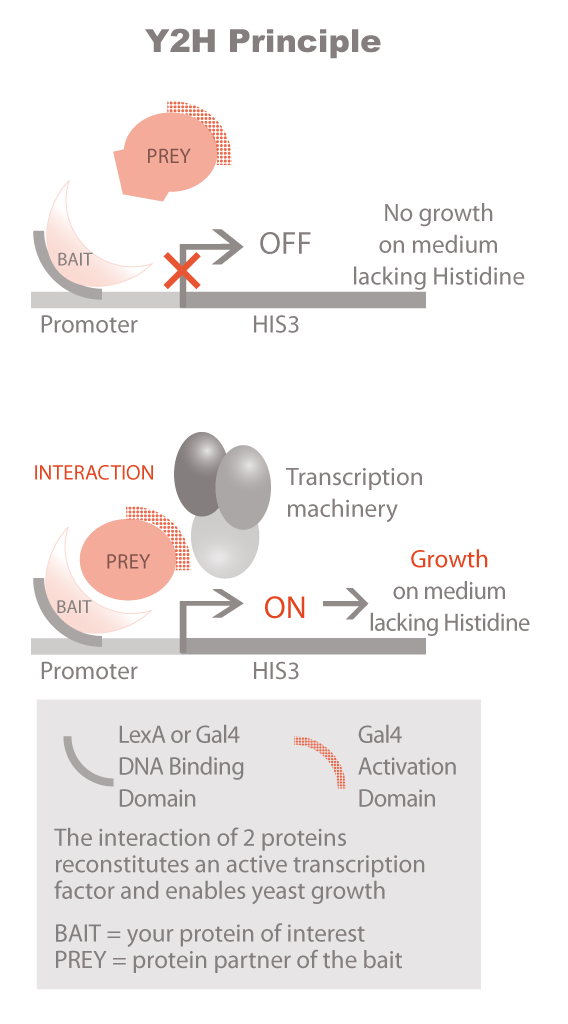 Y2H Principle
PREY
BAIT
OFF
No growth
on medium
lacking Histidine
Promoter
HIS3
INTERACTION
Transcription
machinery
PREY
BAIT
ON
Growth
on medium
lacking Histidine
Promoter
HIS3
LexA or Gal4
DNA Binding
Domain
Gal4
Activation
Domain
The interaction of 2 proteins
reconstitutes an active transcription
factor and enables yeast growth
BAIT = your protein of interest
PREY = protein partner of the bait